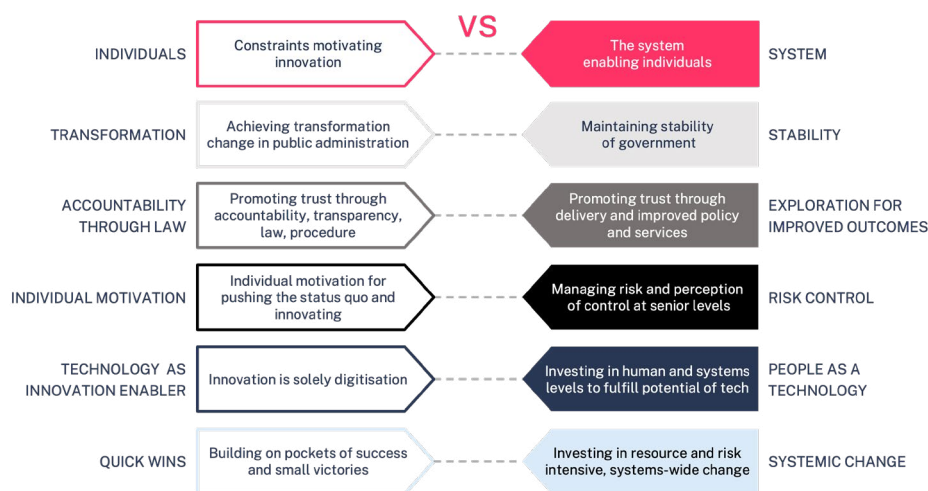 VS
INDIVIDUALS
Constraints motivating
innovation
The system
enabling individuals
SYSTEM
TRANSFORMATION
Achieving transformation
change in public administration
Maintaining stability
of government
STABILITY
ACCOUNTABILITY
THROUGH LAW
Promoting trust through
accountability, transparency,
law, procedure
Promoting trust through
delivery and improved policy
and services
EXPLORATION FOR
IMPROVED OUTCOMES
INDIVIDUAL MOTIVATION
Individual motivation for
pushing the status quo and
innovating
Managing risk and perception
of control at senior levels
RISK CONTROL
TECHNOLOGY AS
INNOVATION ENABLER
Innovation is solely digitisation
Investing in human and systems
levels to fulfill potential of tech
PEOPLE AS A
TECHNOLOGY
QUICK WINS
Building on pockets of success
and small victories
Investing in resource and risk
intensive, systems-wide change
SYSTEMIC CHANGE